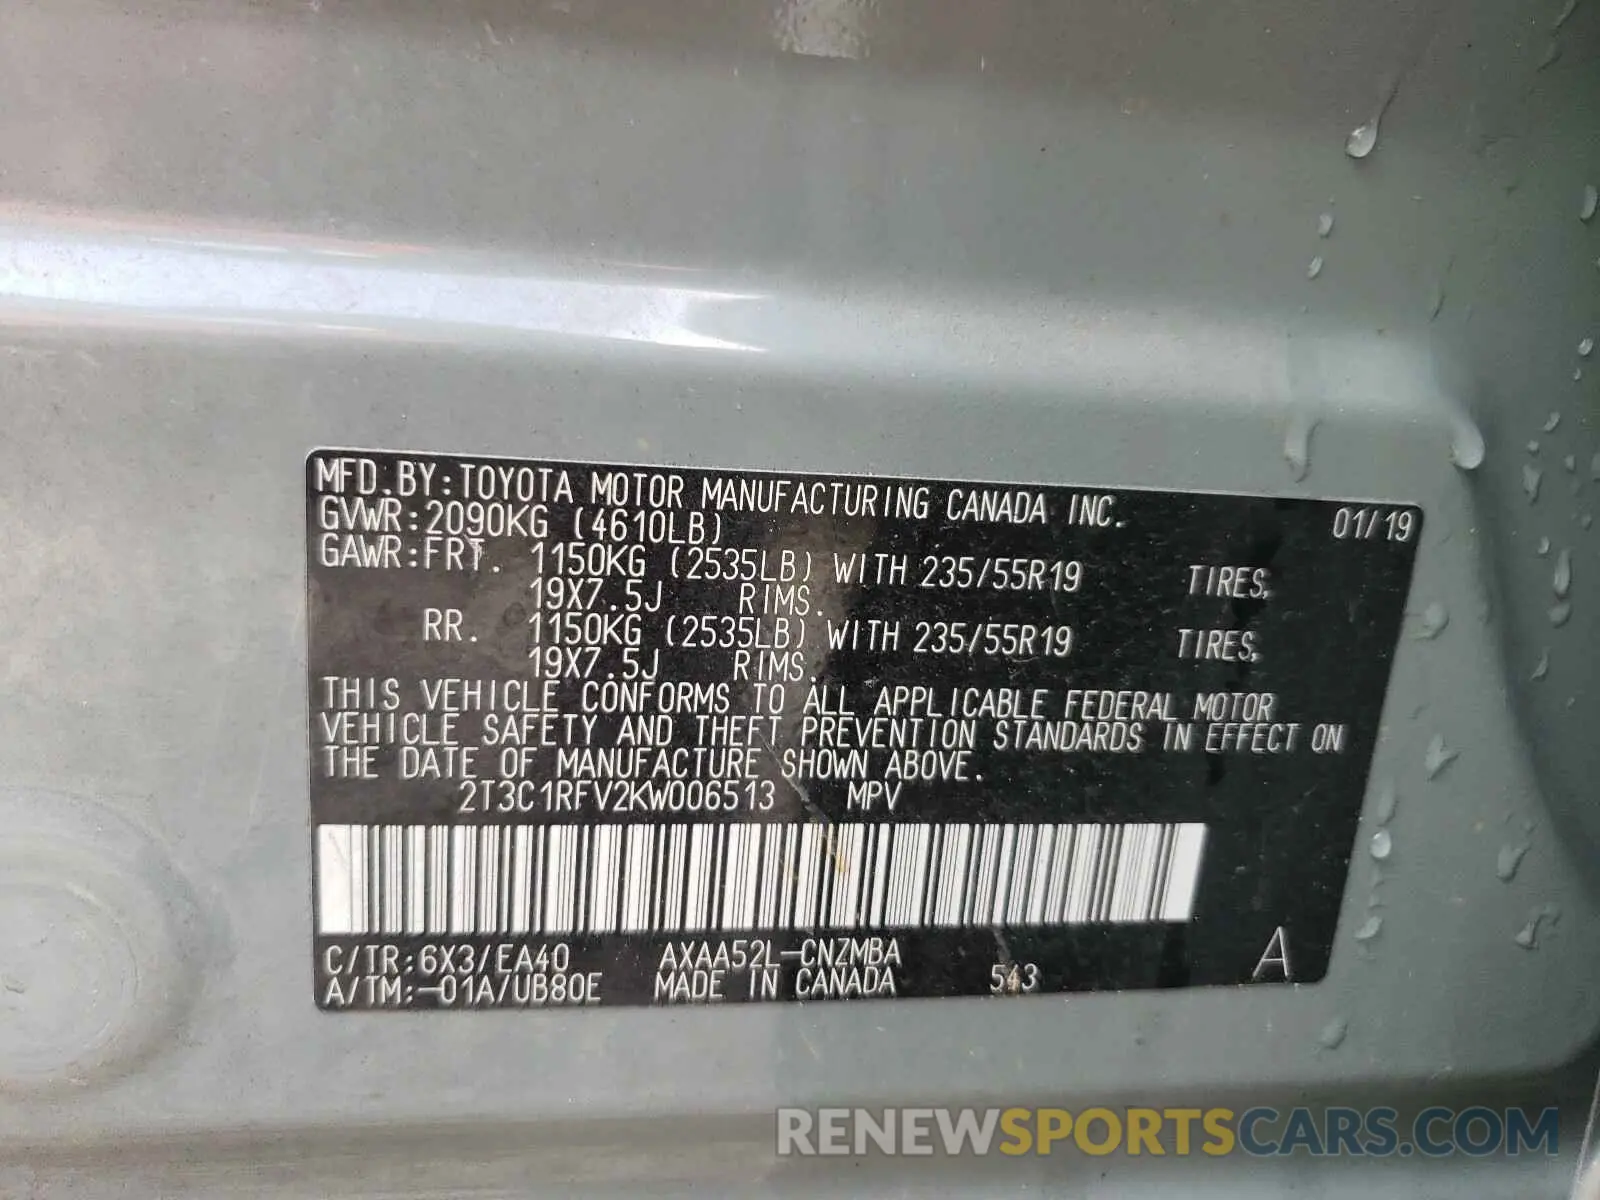 MFD.BY:TOYOTA MOTOR MANUFACTURING CANADA INC. 01/19
GVWR:2090KG (4610LB)
GAWR:FRT. 1150KG (2535LB) WITH 235/55R19 TIRES,
19X7.5J RIMS.
RR. 1150KG (2535LB) WITH 235/55R19 TIRES,
19X7.5J RIMS.
THIS VEHICLE CONFORMS TO ALL APPLICABLE FEDERAL MOTOR
VEHICLE SAFETY AND THEFT PREVENTION STANDARDS IN EFFECT ON
THE DATE OF MANUFACTURE SHOWN ABOVE.
2T3C1RFV2KW006513 MPV
C/TR:6X3/EA40 AXAA52L-CNZMBA A
A/TM:-01A/UB80E MADE IN CANADA 543
RENEWSPORTSCARS.COM